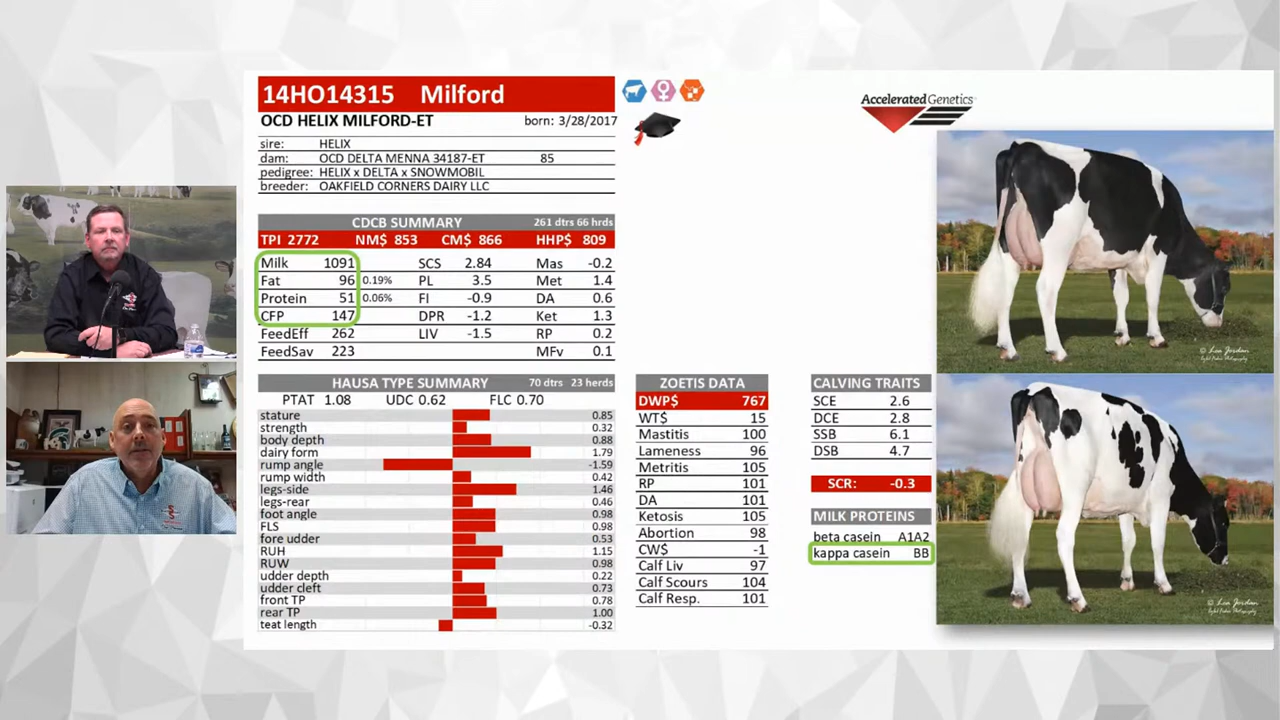 14HO14315 Milford
OCD HELIX MILFORD-ET born: 3/28/2017
sire: HELIX
dam: OCD DELTA MENNA 34187-ET 85
pedigree: HELIX x DELTA x SNOWMOBIL
breeder: OAKFIELD CORNERS DAIRY LLC
CDCB SUMMARY 261 dtrs 66 hrds
TPI 2772 NM$ 853 CM$ 866 HHP$ 809
Milk 1091 SCS 2.84 Mas -0.2
Fat 96 0.19% PL 3.5 Met 1.4
Protein 51 0.06% FI -0.9 DA 0.6
CFP 147 DPR -1.2 Ket 1.3
FeedEff 262 LIV -1.5 RP 0.2
FeedSav 223 MFv 0.1
HAUSA TYPE SUMMARY 70 dtrs 23 herds
PTAT 1.08 UDC 0.62 FLC 0.70
stature 0.85
strength 0.32
body depth 0.88
dairy form 1.79
rump angle -1.59
rump width 0.42
legs-side 1.46
legs-rear 0.46
foot angle 0.98
FLS 0.98
fore udder 0.53
RUH 1.15
RUW 0.98
udder depth 0.22
udder cleft 0.73
front TP 0.78
rear TP 1.00
teat length -0.32
ZOETIS DATA
DWP$ 767
WT$ 15
Mastitis 100
Lameness 96
Metritis 105
RP 101
DA 101
Ketosis 105
Abortion 98
CW$ -1
Calf Liv 97
Calf Scours 104
Calf Resp. 101
CALVING TRAITS
SCE 2.6
DCE 2.8
SSB 6.1
DSB 4.7
SCR: -0.3
MILK PROTEINS
beta casein A1A2
kappa casein BB
Accelerated Genetics
© Lea Jordan
© Lea Jordan